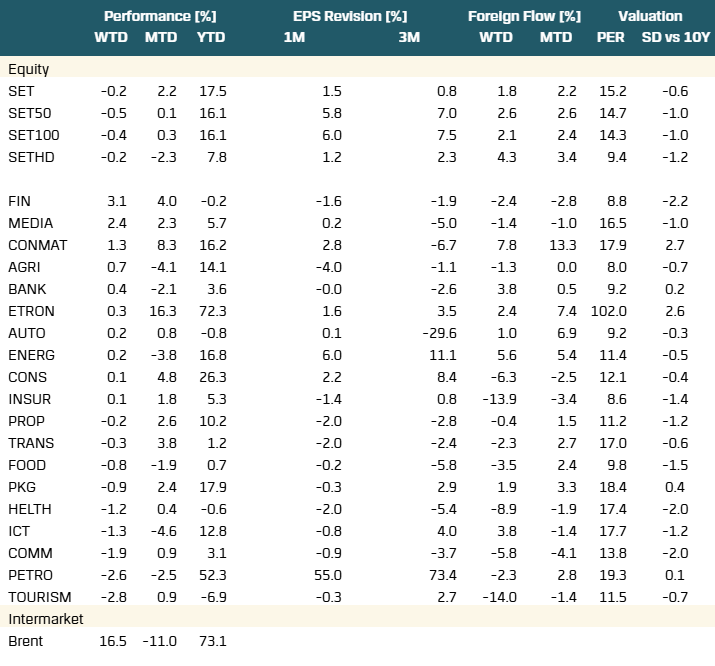 Performance [%] EPS Revision [%] Foreign Flow [%] Valuation
WTD MTD YTD 1M 3M WTD MTD PER SD vs 10Y
Equity
SET -0.2 2.2 17.5 1.5 0.8 1.8 2.2 15.2 -0.6
SET50 -0.5 0.1 16.1 5.8 7.0 2.6 2.6 14.7 -1.0
SET100 -0.4 0.3 16.1 6.0 7.5 2.1 2.4 14.3 -1.0
SETHD -0.2 -2.3 7.8 1.2 2.3 4.3 3.4 9.4 -1.2
FIN 3.1 4.0 -0.2 -1.6 -1.9 -2.4 -2.8 8.8 -2.2
MEDIA 2.4 2.3 5.7 0.2 -5.0 -1.4 -1.0 16.5 -1.0
CONMAT 1.3 8.3 16.2 2.8 -6.7 7.8 13.3 17.9 2.7
AGRI 0.7 -4.1 14.1 -4.0 -1.1 -1.3 0.0 8.0 -0.7
BANK 0.4 -2.1 3.6 -0.0 -2.6 3.8 0.5 9.2 0.2
ETRON 0.3 16.3 72.3 1.6 3.5 2.4 7.4 102.0 2.6
AUTO 0.2 0.8 -0.8 0.1 -29.6 1.0 6.9 9.2 -0.3
ENERG 0.2 -3.8 16.8 6.0 11.1 5.6 5.4 11.4 -0.5
CONS 0.1 4.8 26.3 2.2 8.4 -6.3 -2.5 12.1 -0.4
INSUR 0.1 1.8 5.3 -1.4 0.8 -13.9 -3.4 8.6 -1.4
PROP -0.2 2.6 10.2 -2.0 -2.8 -0.4 1.5 11.2 -1.2
TRANS -0.3 3.8 1.2 -2.0 -2.4 -2.3 2.7 17.0 -0.6
FOOD -0.8 -1.9 0.7 -0.2 -5.8 -3.5 2.4 9.8 -1.5
PKG -0.9 2.4 17.9 -0.3 2.9 1.9 3.3 18.4 0.4
HELTH -1.2 0.4 -0.6 -2.0 -5.4 -8.9 -1.9 17.4 -2.0
ICT -1.3 -4.6 12.8 -0.8 4.0 3.8 -1.4 17.7 -1.2
COMM -1.9 0.9 3.1 -0.9 -3.7 -5.8 -4.1 13.8 -2.0
PETRO -2.6 -2.5 52.3 55.0 73.4 -2.3 2.8 19.3 0.1
TOURISM -2.8 0.9 -6.9 -0.3 2.7 -14.0 -1.4 11.5 -0.7
Intermarket
Brent 16.5 -11.0 73.1